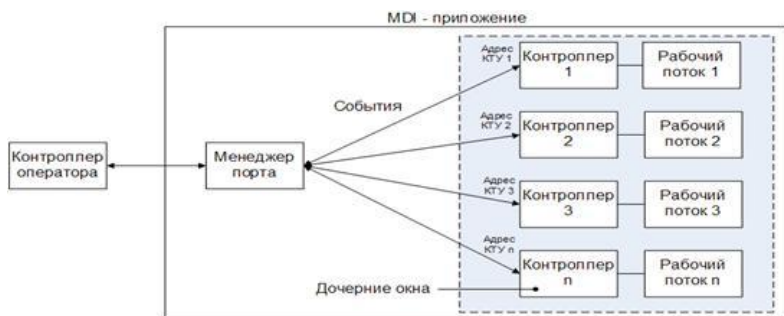 MDI - приложение
Адрес
КТУ 1
Контроллер
1
Рабочий
поток 1
События
Адрес
КТУ 2
Контроллер
2
Рабочий
поток 2
Контроллер
оператора
Менеджер
порта
Адрес
КТУ 3
Контроллер
3
Рабочий
поток 3
Адрес
КТУ n
Контроллер
n
Рабочий
поток n
Дочерние окна